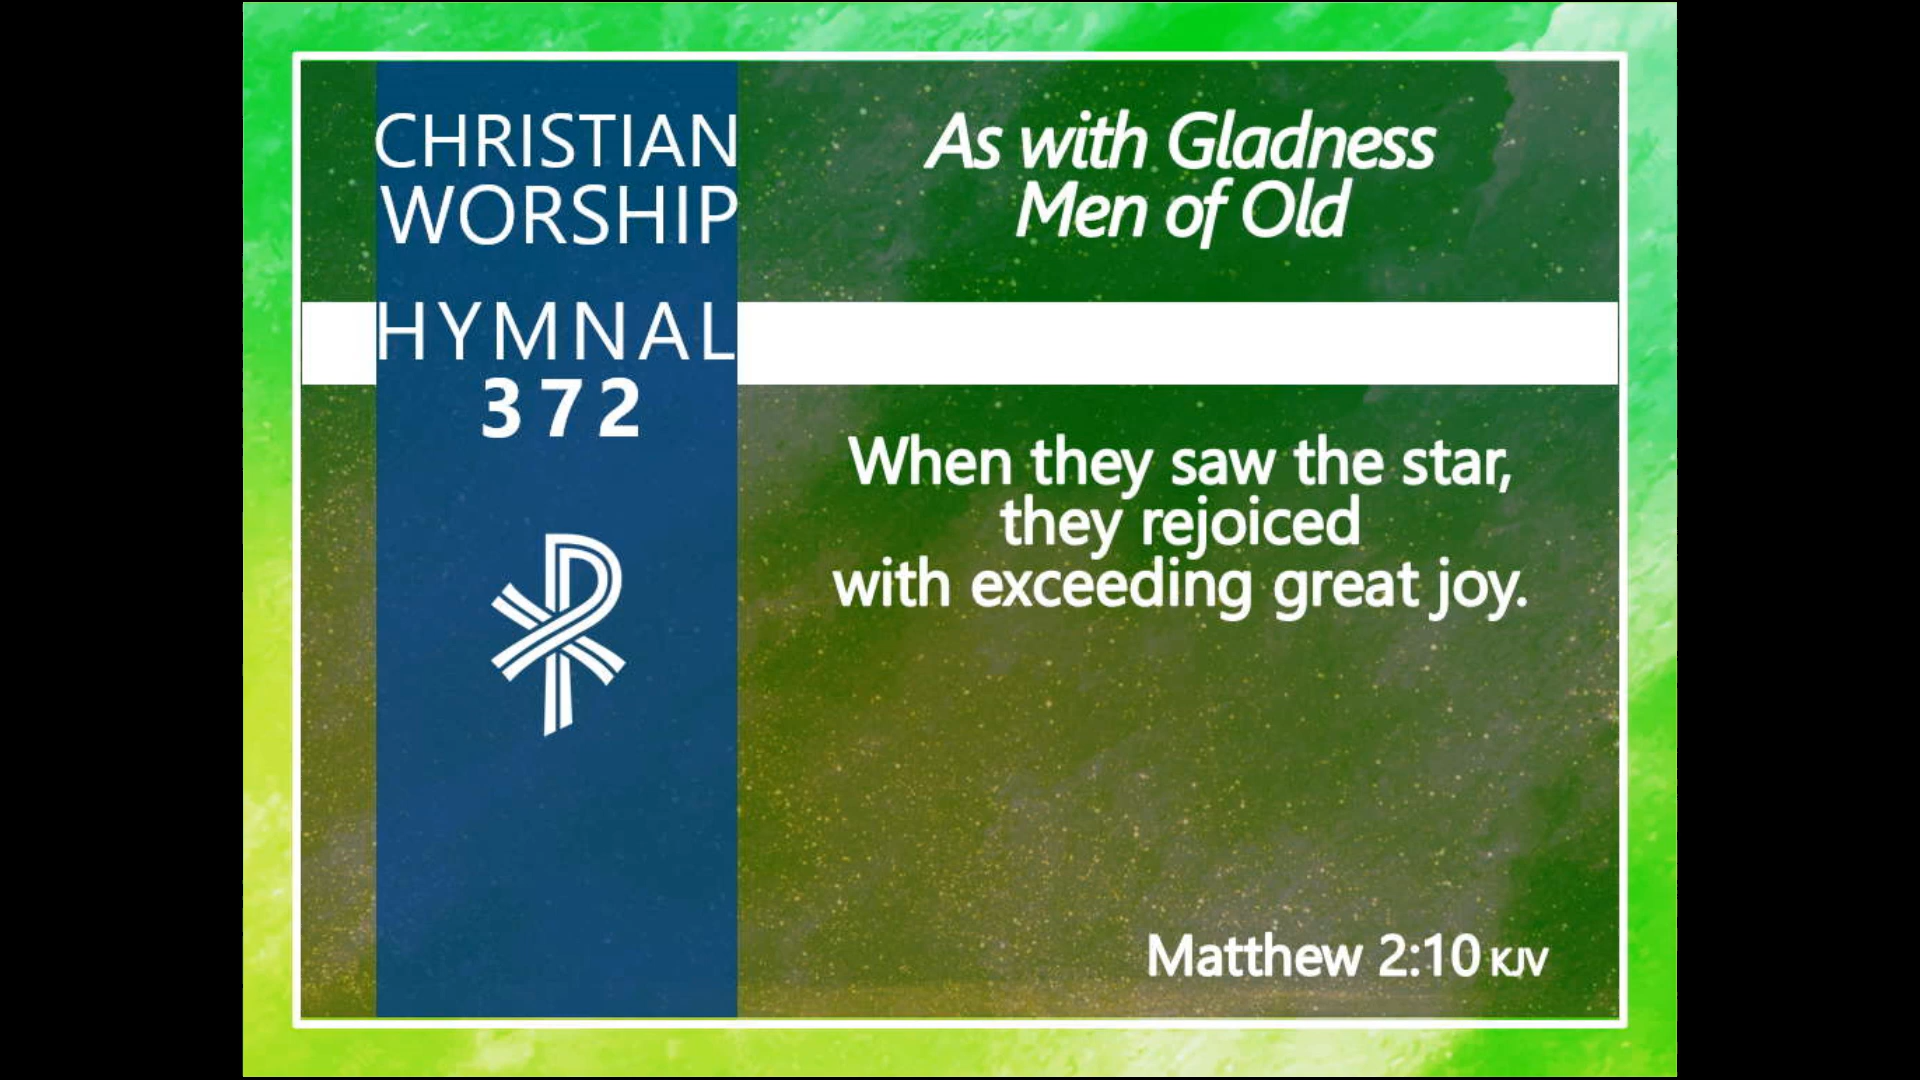 CHRISTIAN
WORSHIP
HYMNAL
372
As with Gladness
Men of Old
When they saw the star,
they rejoiced
with exceeding great joy.
Matthew 2:10 KJV